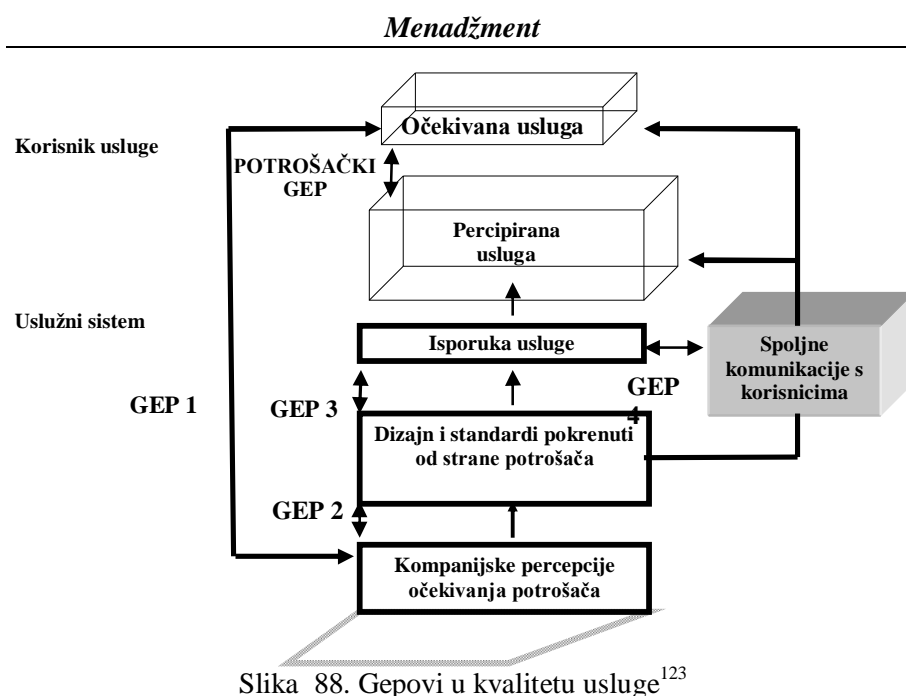 Menadžment
Očekivana usluga
Korisnik usluge
POTROŠAČKI
GEP
Percipirana
usluga
Uslužni sistem
Isporuka usluge
Spoljne
komunikacije s
korisnicima
GEP 1
GEP 3
GEP
4
Dizajn i standardi pokrenuti
od strane potrošača
GEP 2
Kompanijske percepcije
očekivanja potrošača
Slika 88. Gepovi u kvalitetu usluge123